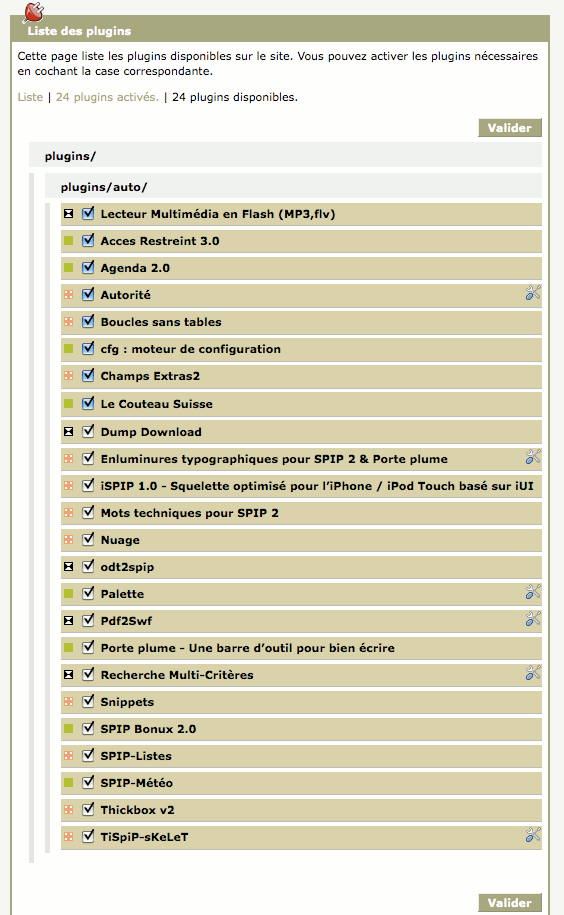 Liste des plugins
Cette page liste les plugins disponibles sur le site. Vous pouvez activer les plugins nécessaires
en cochant la case correspondante.
Liste | 24 plugins activés. | 24 plugins disponibles.
Valider
plugins/
plugins/auto/
Lecteur Multimédia en Flash (MP3,flv)
Acces Restreint 3.0
Agenda 2.0
Autorité
Boucles sans tables
cfg : moteur de configuration
Champs Extras2
Le Couteau Suisse
Dump Download
Enluminures typographiques pour SPIP 2 & Porte plume
iSPIP 1.0 - Squelette optimisé pour l’iPhone / iPod Touch basé sur iUI
Mots techniques pour SPIP 2
Nuage
odt2spip
Palette
Pdf2Swf
Porte plume - Une barre d’outil pour bien écrire
Recherche Multi-Critères
Snippets
SPIP Bonux 2.0
SPIP-Listes
SPIP-Météo
Thickbox v2
TiSpiP-sKeLeT
Valider